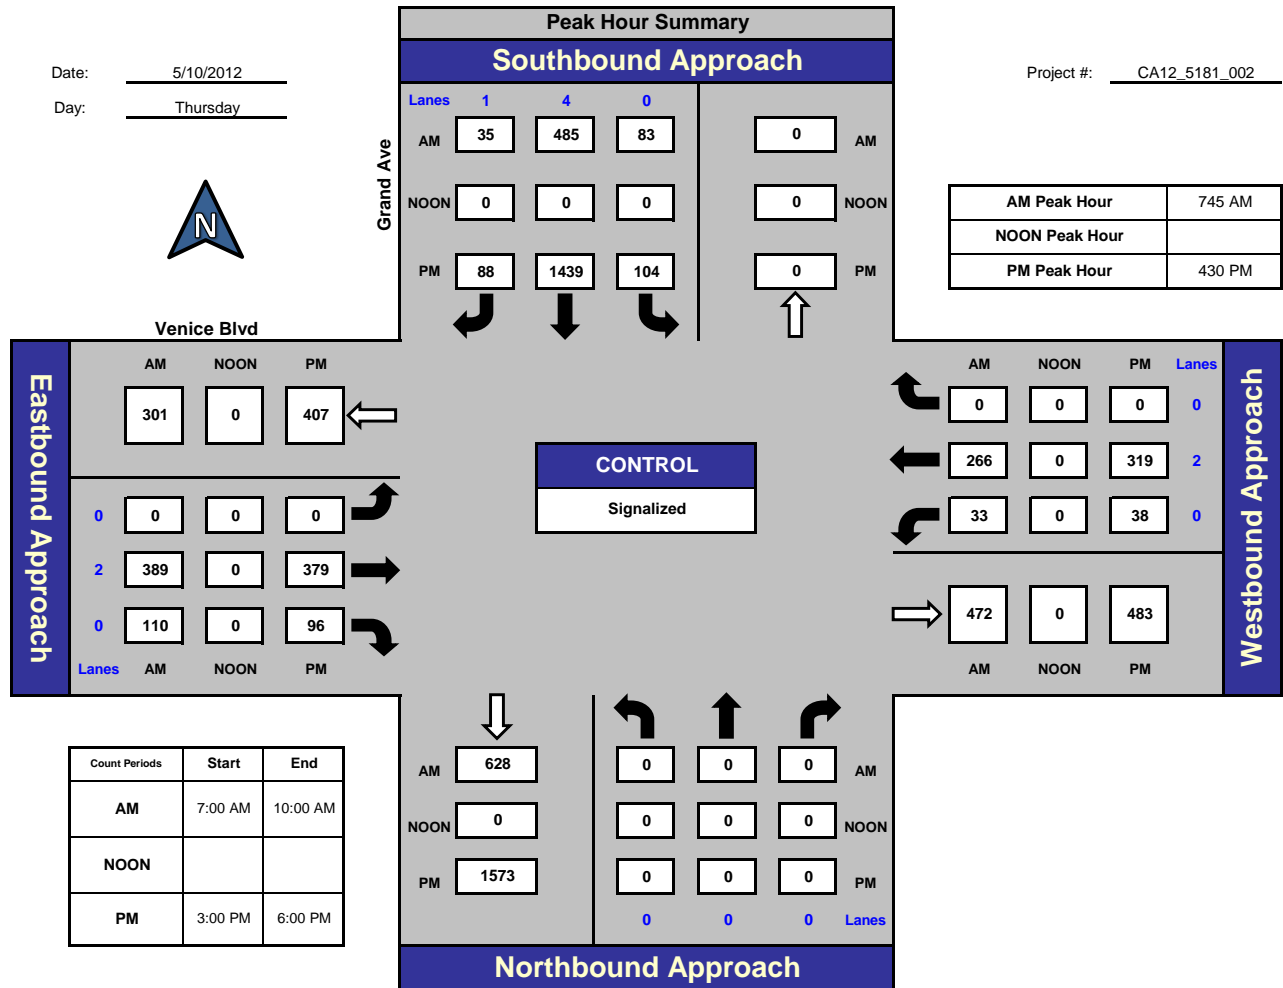 Peak Hour Summary
Southbound Approach
Date: 5/10/2012
Day: Thursday
Project #: CA12_5181_002
Grand Ave
Lanes 1 4 0
AM 35 485 83 0 AM
NOON 0 0 0 0 NOON
PM 88 1439 104 0 PM
N
AM Peak Hour 745 AM
NOON Peak Hour
PM Peak Hour 430 PM
Venice Blvd
Eastbound Approach
AM NOON PM
301 0 407
0 0 0 0
2 389 0 379
0 110 0 96
Lanes AM NOON PM
CONTROL
Signalized
AM NOON PM Lanes
0 0 0 0
266 0 319 2
33 0 38 0
472 0 483
AM NOON PM
Westbound Approach
Count Periods Start End
AM 7:00 AM 10:00 AM
NOON
PM 3:00 PM 6:00 PM
AM 628 0 0 0 AM
NOON 0 0 0 0 NOON
PM 1573 0 0 0 PM
0 0 0 Lanes
Northbound Approach